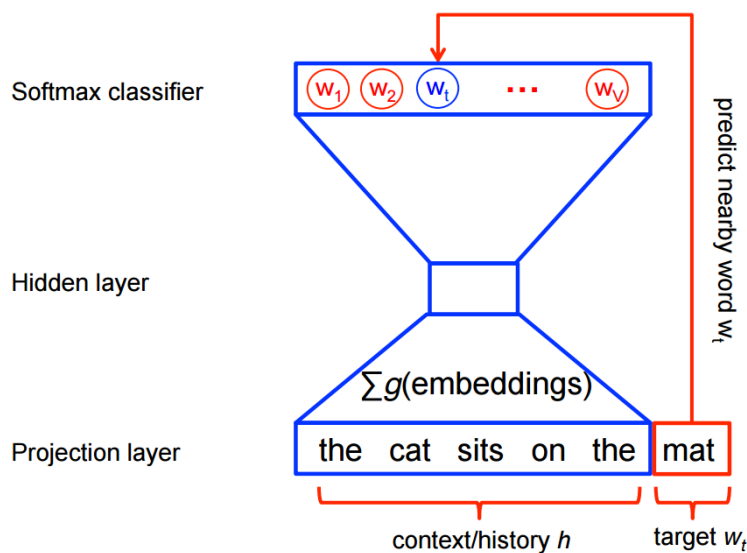 Softmax classifier
w₁ w₂ wₜ ... w_V
predict nearby word wₜ
Hidden layer
∑g(embeddings)
Projection layer
the cat sits on the mat
context/history h
target wₜ